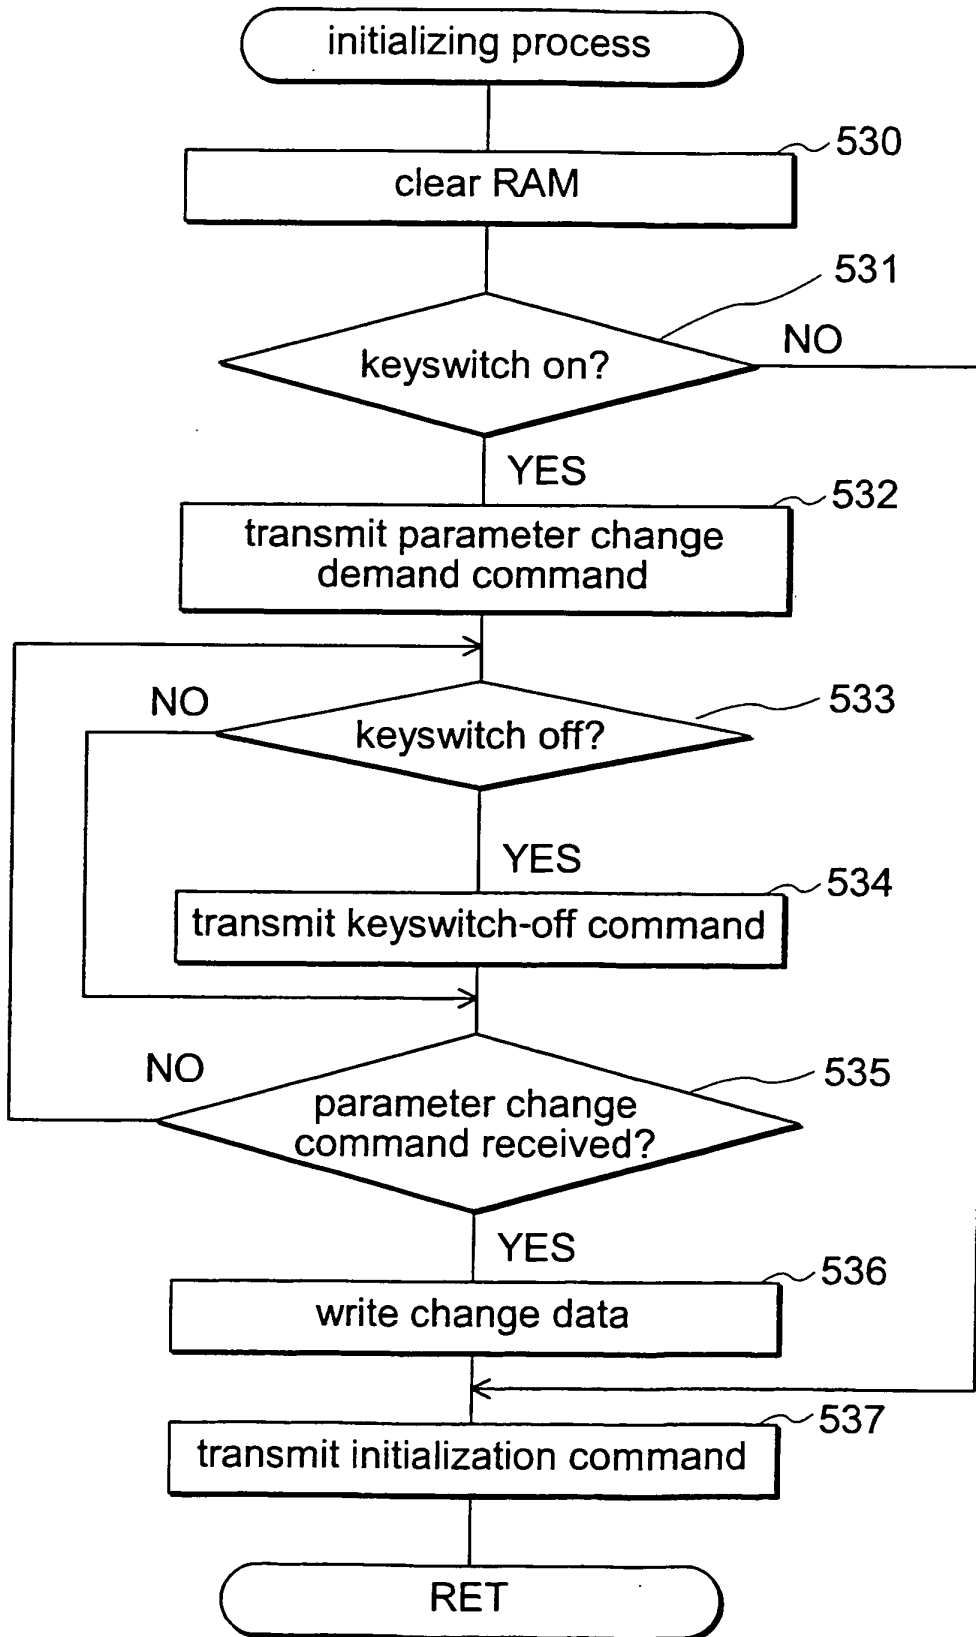 initializing process
530
clear RAM
531
keyswitch on?
NO
YES
532
transmit parameter change
demand command
NO
533
keyswitch off?
YES
534
transmit keyswitch-off command
NO
535
parameter change
command received?
YES
536
write change data
537
transmit initialization command
RET